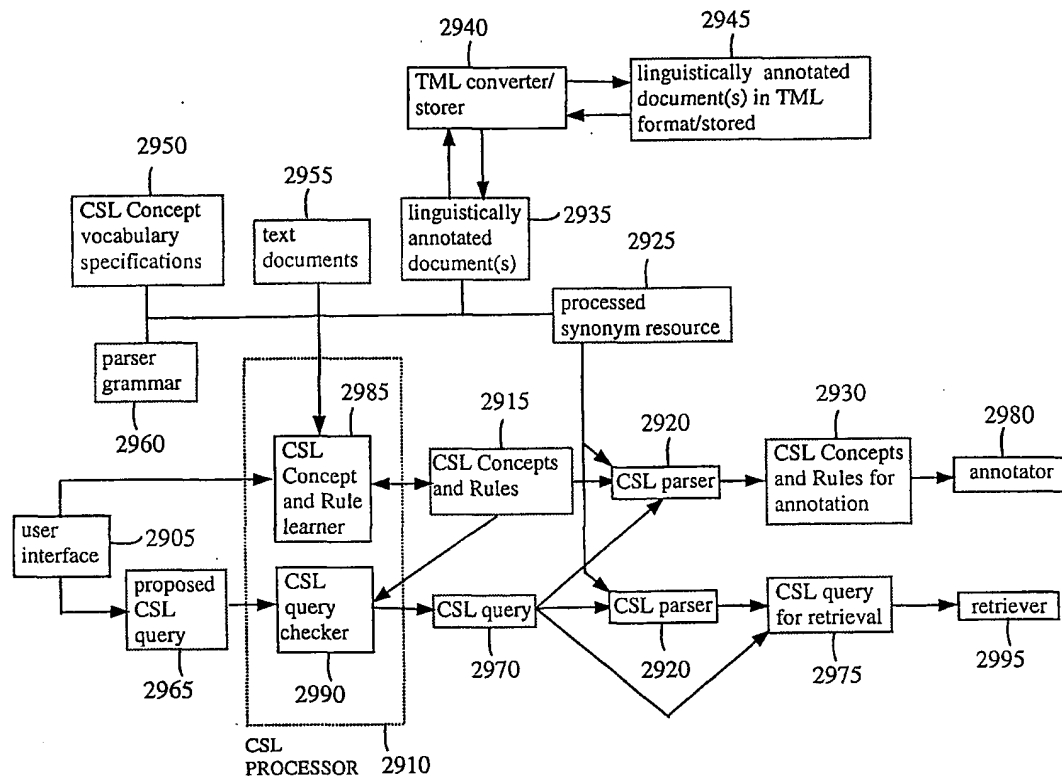 2940
2945
TML converter/
storer
linguistically annotated
document(s) in TML
format/stored
2950
2955
CSL Concept
vocabulary
specifications
text
documents
linguistically
annotated
document(s)
2935
2925
processed
synonym resource
parser
grammar
2960
2985
2915
2920
2930
2980
CSL
Concept
and Rule
learner
CSL Concepts
and Rules
CSL parser
CSL Concepts
and Rules for
annotation
annotator
user
interface
2905
proposed
CSL
query
2965
CSL
query
checker
2990
CSL query
2970
CSL parser
2920
CSL query
for retrieval
2975
retriever
2995
CSL
PROCESSOR
2910